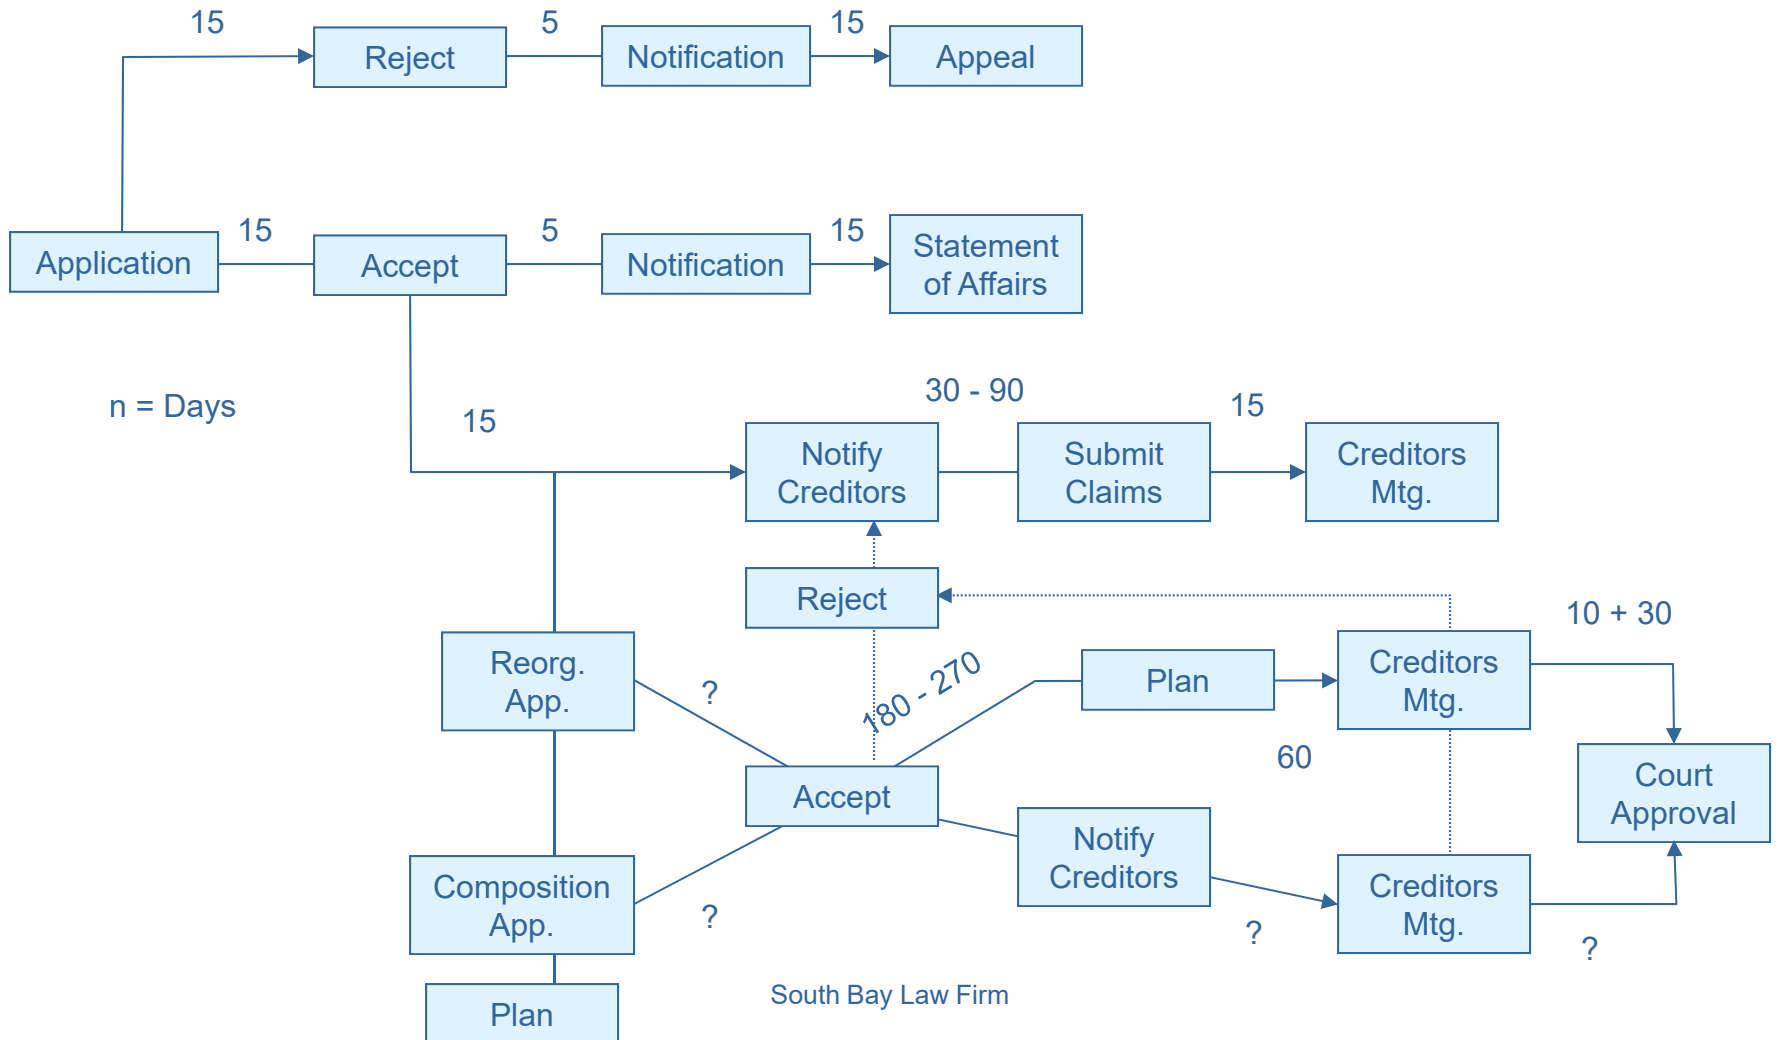 15
5
15
Reject
Notification
Appeal
15
5
15
Application
Accept
Notification
Statement
of Affairs
n = Days
15
30 - 90
15
Notify
Creditors
Submit
Claims
Creditors
Mtg.
Reject
10 + 30
Reorg.
App.
?
180 - 270
Plan
Creditors
Mtg.
60
Accept
Court
Approval
Notify
Creditors
Composition
App.
?
Creditors
Mtg.
?
?
Plan
South Bay Law Firm